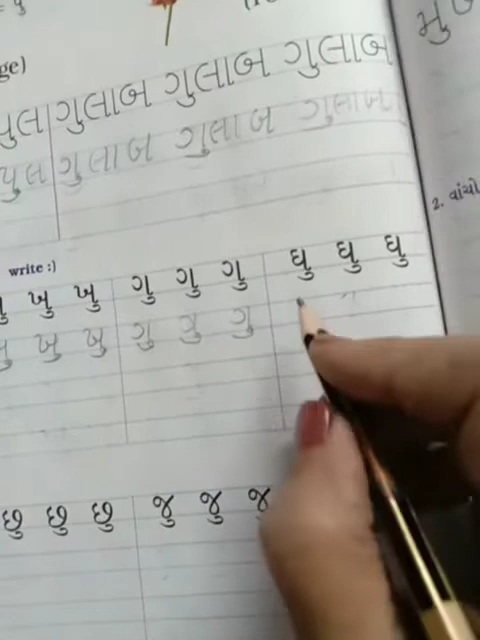 મુ
ge)
ગુલાબ ગુલાબ ગુલાબ
ગુલાબ ગુલાબ ગુલાબ
2. વાંચો
write :)
ખુ ખુ ગુ ગુ ગુ ઘુ ઘુ ઘુ
ખુ ખુ ગુ ગુ ગુ
છુ છુ છુ જુ જુ જુ